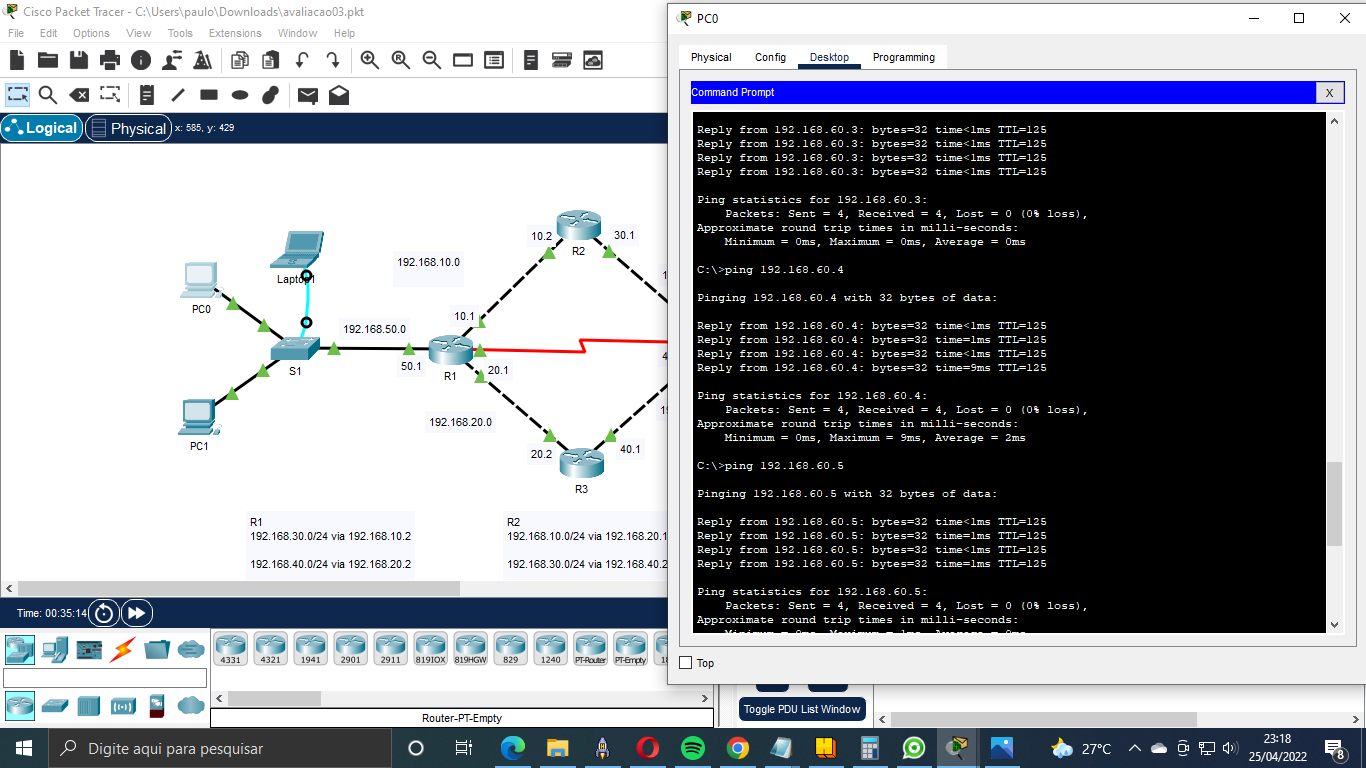 Cisco Packet Tracer - C:\Users\paulo\Downloads\avaliacao03.pkt
File Edit Options View Tools Extensions Window Help
Logical
Physical
x: 585, y: 429
192.168.10.0
10.2
30.1
R2
Laptop1
PC0
10.1
192.168.50.0
S1
50.1
R1
20.1
PC1
192.168.20.0
20.2
40.1
R3
R1
192.168.30.0/24 via 192.168.10.2
192.168.40.0/24 via 192.168.20.2
R2
192.168.10.0/24 via 192.168.20.1
192.168.30.0/24 via 192.168.40.2
Time: 00:35:14
4331 4321 1941 2901 2911 819IOX 819HGW 829 1240 PT-Router PT-Empty
Router-PT-Empty
PC0
Physical Config Desktop Programming
Command Prompt
X
Reply from 192.168.60.3: bytes=32 time<1ms TTL=125
Reply from 192.168.60.3: bytes=32 time<1ms TTL=125
Reply from 192.168.60.3: bytes=32 time<1ms TTL=125
Reply from 192.168.60.3: bytes=32 time<1ms TTL=125
Ping statistics for 192.168.60.3:
Packets: Sent = 4, Received = 4, Lost = 0 (0% loss),
Approximate round trip times in milli-seconds:
Minimum = 0ms, Maximum = 0ms, Average = 0ms
C:\>ping 192.168.60.4
Pinging 192.168.60.4 with 32 bytes of data:
Reply from 192.168.60.4: bytes=32 time<1ms TTL=125
Reply from 192.168.60.4: bytes=32 time=1ms TTL=125
Reply from 192.168.60.4: bytes=32 time<1ms TTL=125
Reply from 192.168.60.4: bytes=32 time=9ms TTL=125
Ping statistics for 192.168.60.4:
Packets: Sent = 4, Received = 4, Lost = 0 (0% loss),
Approximate round trip times in milli-seconds:
Minimum = 0ms, Maximum = 9ms, Average = 2ms
C:\>ping 192.168.60.5
Pinging 192.168.60.5 with 32 bytes of data:
Reply from 192.168.60.5: bytes=32 time<1ms TTL=125
Reply from 192.168.60.5: bytes=32 time=1ms TTL=125
Reply from 192.168.60.5: bytes=32 time=1ms TTL=125
Reply from 192.168.60.5: bytes=32 time=1ms TTL=125
Ping statistics for 192.168.60.5:
Packets: Sent = 4, Received = 4, Lost = 0 (0% loss),
Approximate round trip times in milli-seconds:
Top
Toggle PDU List Window
Digite aqui para pesquisar
27°C
23:18
25/04/2022
8